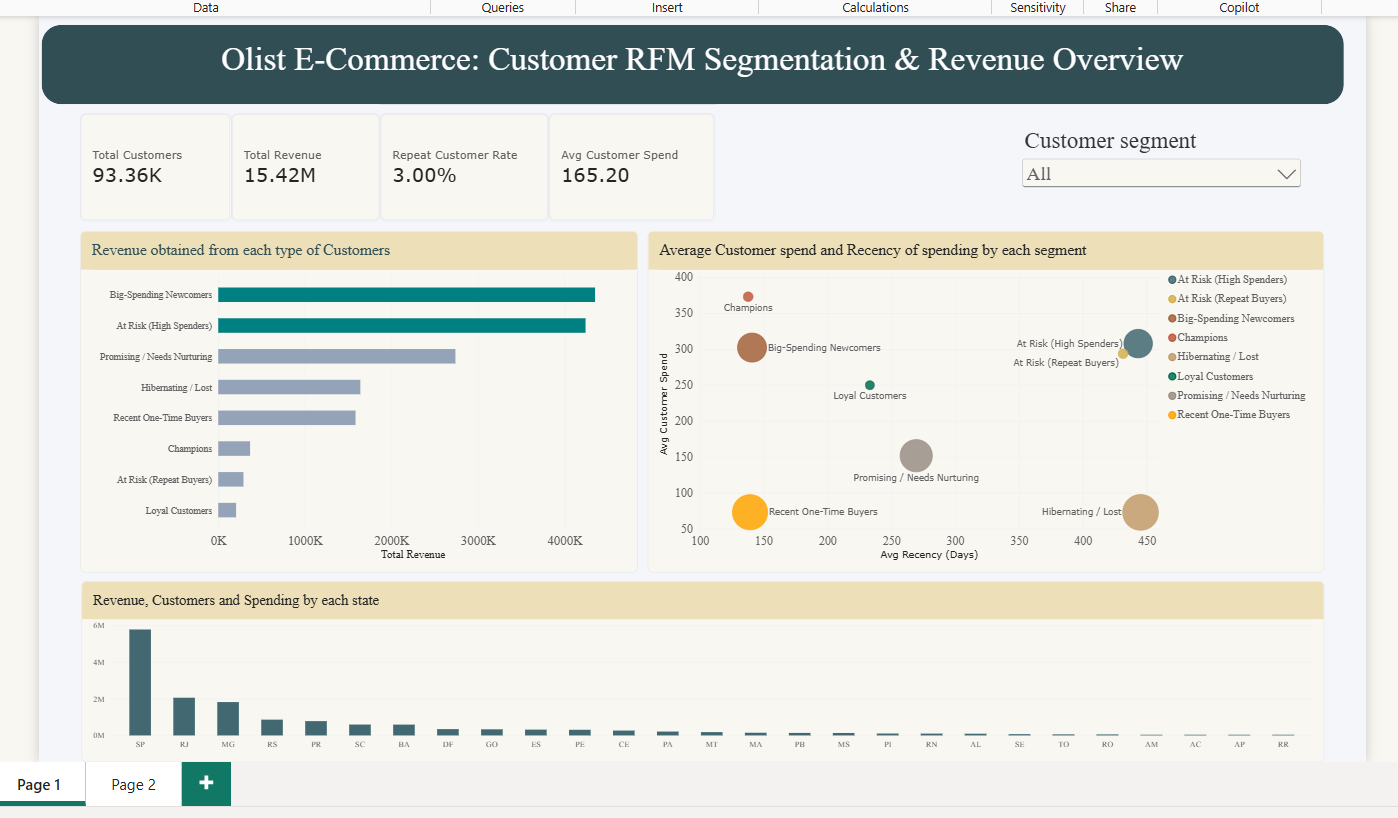 Data Queries Insert Calculations Sensitivity Share Copilot
Olist E-Commerce: Customer RFM Segmentation & Revenue Overview
Total Customers
93.36K
Total Revenue
15.42M
Repeat Customer Rate
3.00%
Avg Customer Spend
165.20
Customer segment
All
Revenue obtained from each type of Customers
Big-Spending Newcomers
At Risk (High Spenders)
Promising / Needs Nurturing
Hibernating / Lost
Recent One-Time Buyers
Champions
At Risk (Repeat Buyers)
Loyal Customers
0K 1000K 2000K 3000K 4000K
Total Revenue
Average Customer spend and Recency of spending by each segment
Avg Customer Spend
400
350
300
250
200
150
100
50
Champions
Big-Spending Newcomers
At Risk (High Spenders)
At Risk (Repeat Buyers)
Loyal Customers
Promising / Needs Nurturing
Recent One-Time Buyers
Hibernating / Lost
100 150 200 250 300 350 400 450
Avg Recency (Days)
At Risk (High Spenders)
At Risk (Repeat Buyers)
Big-Spending Newcomers
Champions
Hibernating / Lost
Loyal Customers
Promising / Needs Nurturing
Recent One-Time Buyers
Revenue, Customers and Spending by each state
6M
4M
2M
0M
SP RJ MG RS PR SC BA DF GO ES PE CE PA MT MA PB MS PI RN AL SE TO RO AM AC AP RR
Page 1 Page 2 +